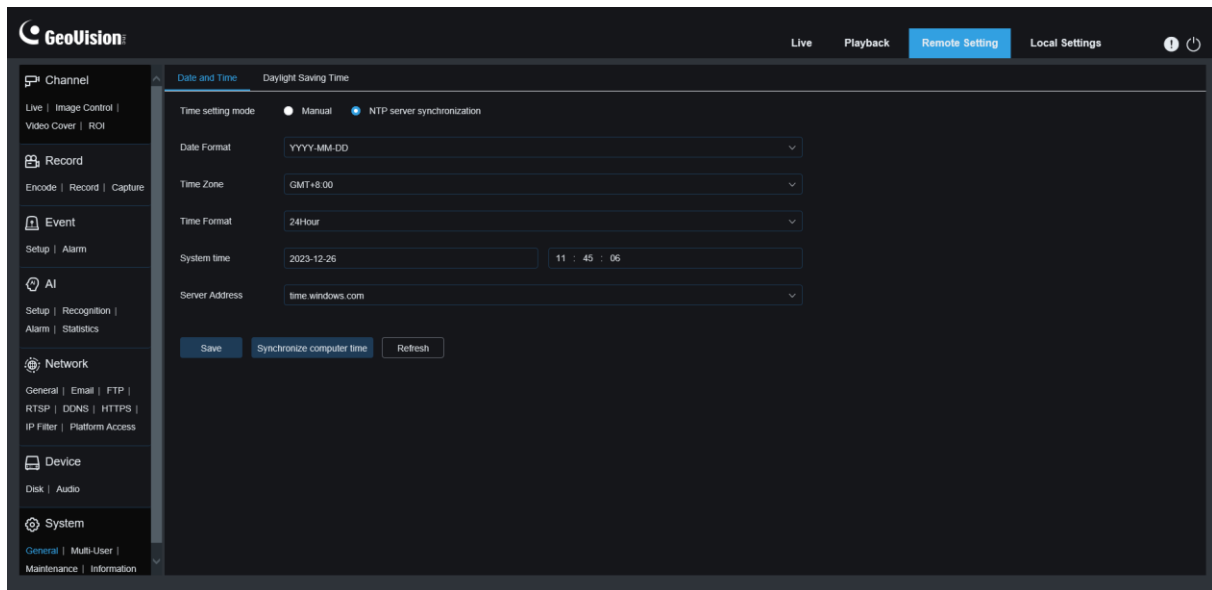 GeoVision
Live Playback Remote Setting Local Settings
Channel
Live | Image Control |
Video Cover | ROI
Record
Encode | Record | Capture
Event
Setup | Alarm
AI
Setup | Recognition |
Alarm | Statistics
Network
General | Email | FTP |
RTSP | DDNS | HTTPS |
IP Filter | Platform Access
Device
Disk | Audio
System
General | Multi-User |
Maintenance | Information
Date and Time Daylight Saving Time
Time setting mode Manual NTP server synchronization
Date Format YYYY-MM-DD
Time Zone GMT+8:00
Time Format 24Hour
System time 2023-12-26 11 : 45 : 06
Server Address time.windows.com
Save Synchronize computer time Refresh